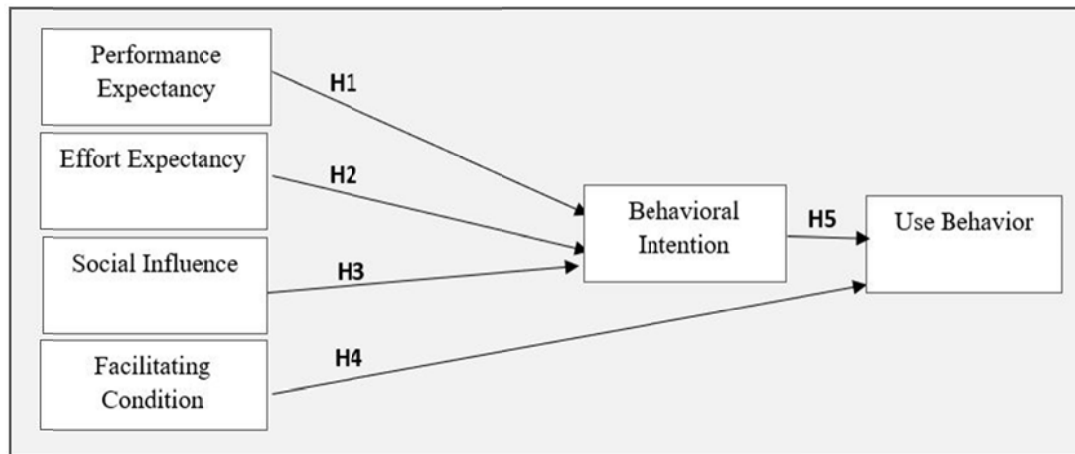 Performance
Expectancy
H1
Effort Expectancy
H2
Social Influence
H3
Facilitating
Condition
H4
Behavioral
Intention
H5
Use Behavior